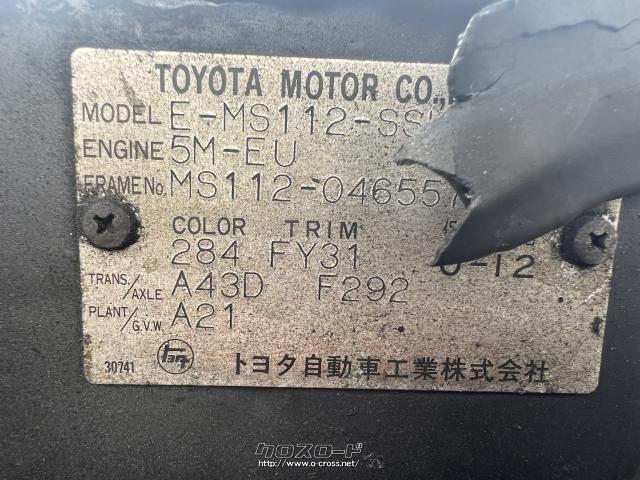 TOYOTA MOTOR CO.,
MODEL E-MS112-SS
ENGINE 5M-EU
FRAME No. MS112-046557
COLOR TRIM
284 FY31 0-12
TRANS./AXLE A43D F292
PLANT/G.V.W. A21
30741 トヨタ自動車工業株式会社
クロスロード
http://www.o-cross.net/